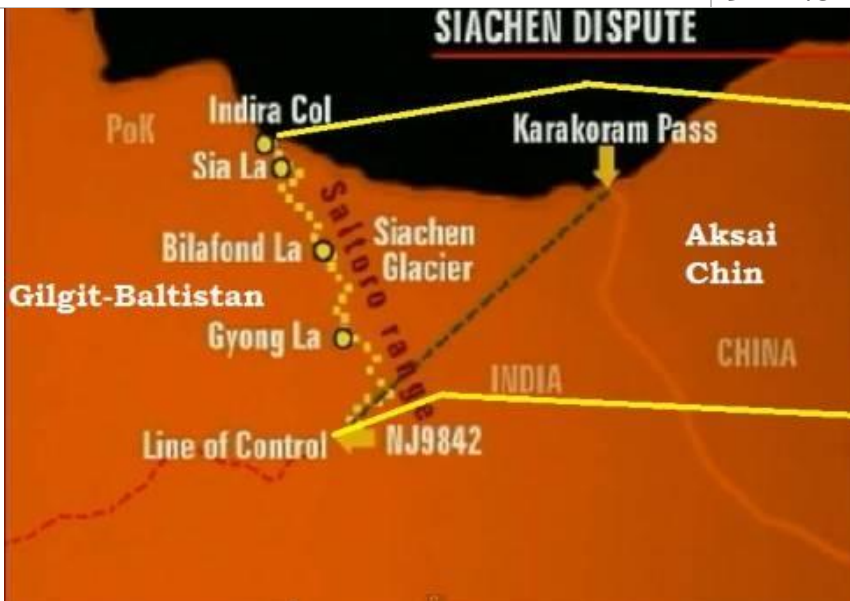 SIACHEN DISPUTE
Indira Col
PoK
Karakoram Pass
Sia La
Saltoro range
Siachen
Glacier
Bilafond La
Aksai
Chin
Gilgit-Baltistan
Gyong La
CHINA
INDIA
Line of Control
NJ9842